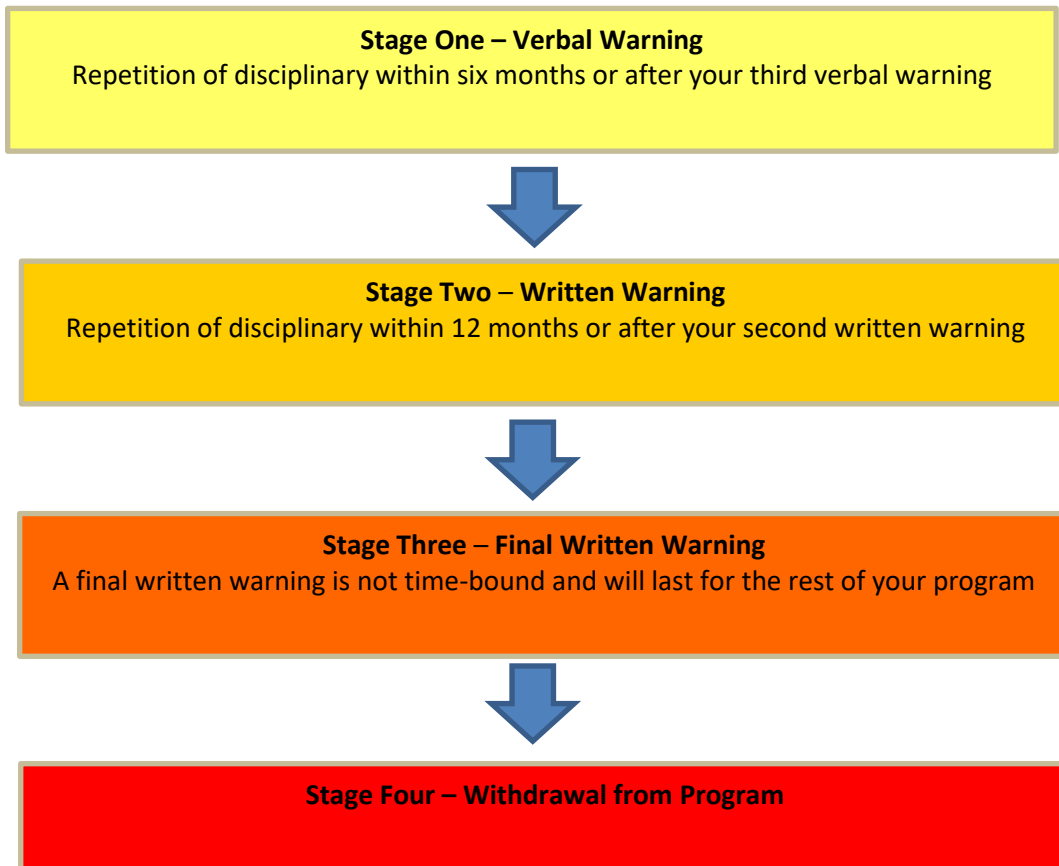 Stage One – Verbal Warning
Repetition of disciplinary within six months or after your third verbal warning
Stage Two – Written Warning
Repetition of disciplinary within 12 months or after your second written warning
Stage Three – Final Written Warning
A final written warning is not time-bound and will last for the rest of your program
Stage Four – Withdrawal from Program